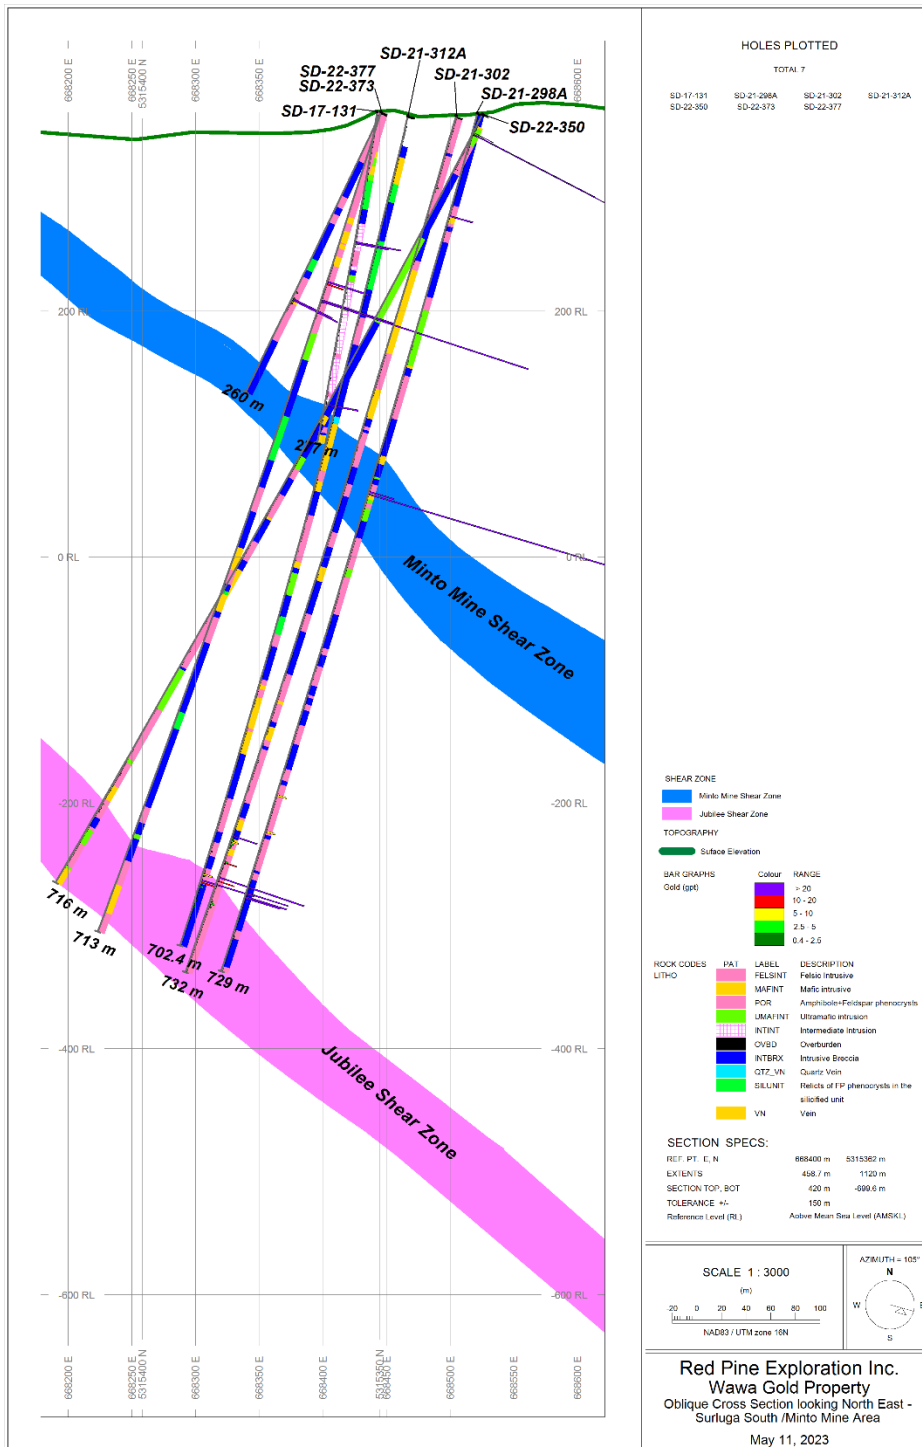 668200 E
668250 E
5315400 N
668300 E
668350 E
668600 E
SD-21-312A
SD-22-377
SD-22-373
SD-21-302
SD-21-298A
SD-17-131
SD-22-350
200 RL
200 RL
260 m
277 m
0 RL
0 RL
Minto Mine Shear Zone
-200 RL
-200 RL
716 m
713 m
702.4 m
732 m
729 m
-400 RL
-400 RL
Jubilee Shear Zone
-600 RL
-600 RL
668200 E
668250 E
5315400 N
668300 E
668350 E
668400 E
5315350 N
668450 E
668500 E
668550 E
668600 E
HOLES PLOTTED
TOTAL 7
SD-17-131 SD-21-298A SD-21-302 SD-21-312A
SD-22-350 SD-22-373 SD-22-377
SHEAR ZONE
Minto Mine Shear Zone
Jubilee Shear Zone
TOPOGRAPHY
Suface Elevation
BAR GRAPHS Colour RANGE
Gold (gpt) > 20
10 - 20
5 - 10
2.5 - 5
0.4 - 2.5
ROCK CODES PAT LABEL DESCRIPTION
LITHO FELSINT Felsic Intrusive
MAFINT Mafic intrusive
POR Amphibole+Feldspar phenocrysts
UMAFINT Ultramafic intrusion
INTINT Intermediate Intrusion
OVBD Overburden
INTBRX Intrusive Breccia
QTZ_VN Quartz Vein
SILUNIT Relicts of FP phenocrysts in the
silicified unit
VN Vein
SECTION SPECS:
REF. PT. E, N 668400 m 5315362 m
EXTENTS 458.7 m 1120 m
SECTION TOP, BOT 420 m -699.6 m
TOLERANCE +/- 150 m
Reference Level (RL) Aobve Mean Sea Level (AMSKL)
SCALE 1 : 3000
(m)
-20 0 20 40 60 80 100
NAD83 / UTM zone 16N
AZIMUTH = 105°
N
W E
S
Red Pine Exploration Inc.
Wawa Gold Property
Oblique Cross Section looking North East -
Surluga South /Minto Mine Area
May 11, 2023